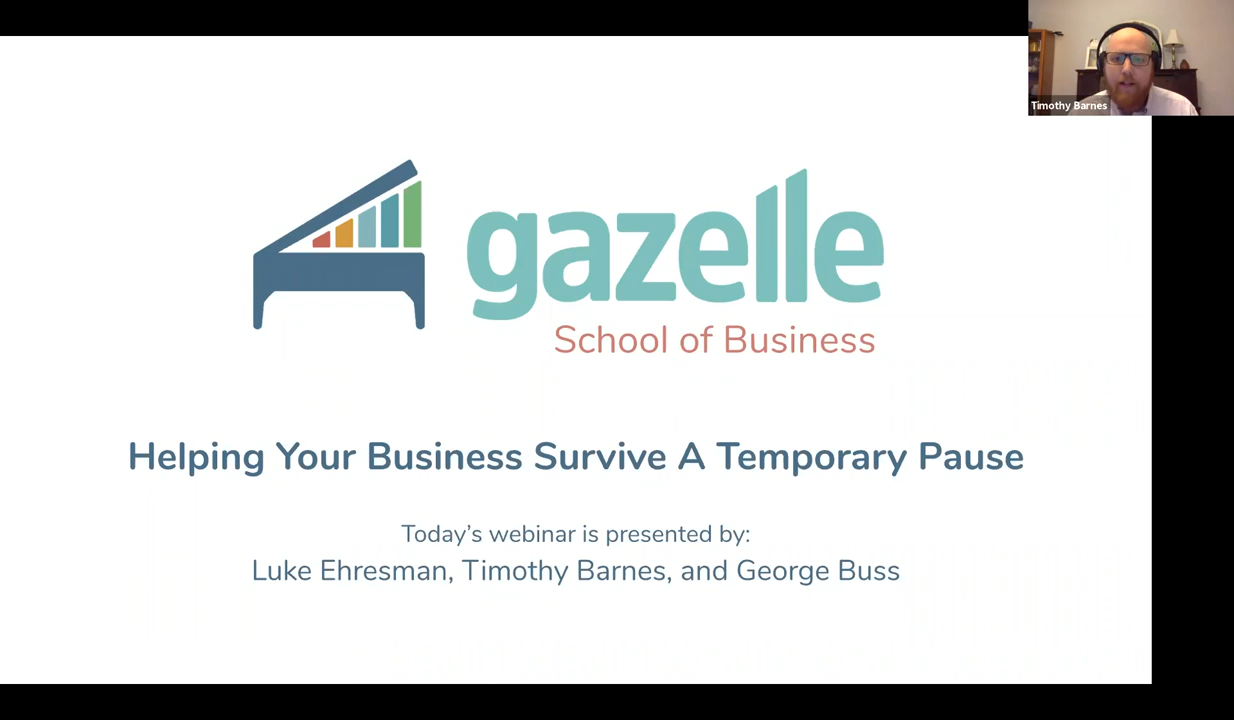 Timothy Barnes
gazelle
School of Business
Helping Your Business Survive A Temporary Pause
Today's webinar is presented by:
Luke Ehresman, Timothy Barnes, and George Buss